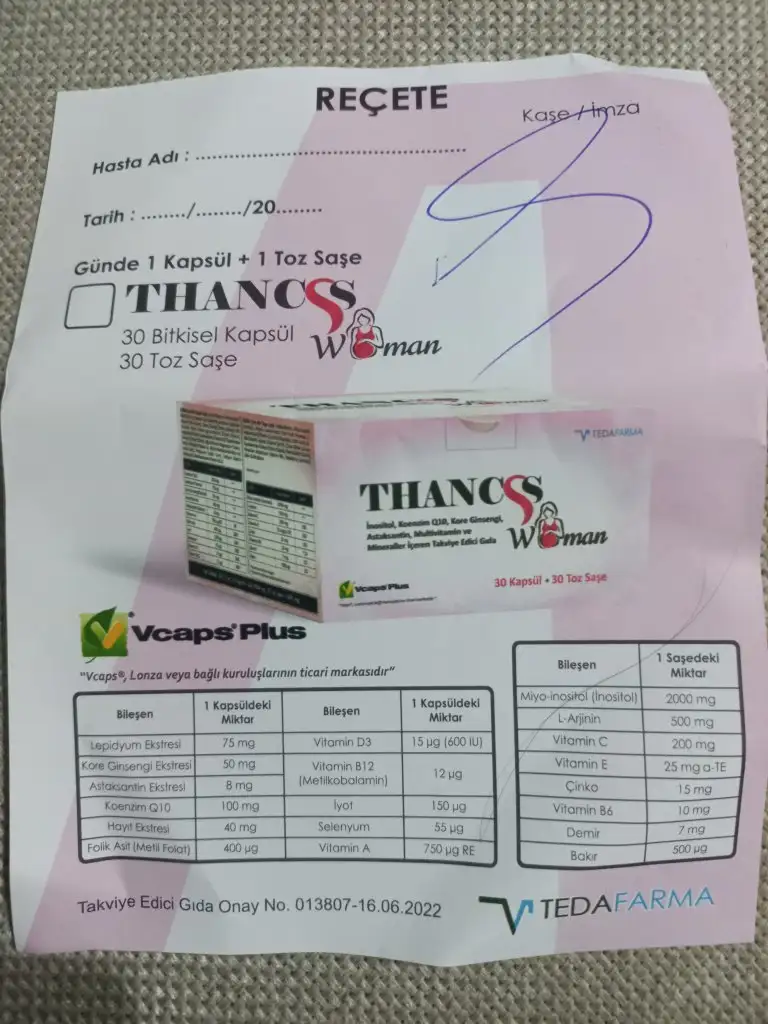 REÇETE
Kaşe / İmza
Hasta Adı : ....................................................
Tarih : ......../......../20........
Günde 1 Kapsül + 1 Toz Saşe
THANCSS
Woman
30 Bitkisel Kapsül
30 Toz Saşe
TEDAFARMA
THANCSS
Woman
İnositol, Koenzim Q10, Kore Ginsengi,
Astaksantin, Multivitamin ve
Mineraller İçeren Takviye Edici Gıda
Vcaps Plus
30 Kapsül + 30 Toz Saşe
Vcaps® Plus
"Vcaps®, Lonza veya bağlı kuruluşlarının ticari markasıdır"
Bileşen 1 Kapsüldeki Miktar Bileşen 1 Kapsüldeki Miktar
Lepidyum Ekstresi 75 mg Vitamin D3 15 µg (600 IU)
Kore Ginsengi Ekstresi 50 mg Vitamin B12 (Metilkobalamin) 12 µg
Astaksantin Ekstresi 8 mg
Koenzim Q10 100 mg İyot 150 µg
Hayıt Ekstresi 40 mg Selenyum 55 µg
Folik Asit (Metil Folat) 400 µg Vitamin A 750 µg RE
Bileşen 1 Saşedeki Miktar
Miyo-inositol (İnositol) 2000 mg
L-Arjinin 500 mg
Vitamin C 200 mg
Vitamin E 25 mg α-TE
Çinko 15 mg
Vitamin B6 10 mg
Demir 7 mg
Bakır 500 µg
Takviye Edici Gıda Onay No. 013807-16.06.2022
TEDAFARMA